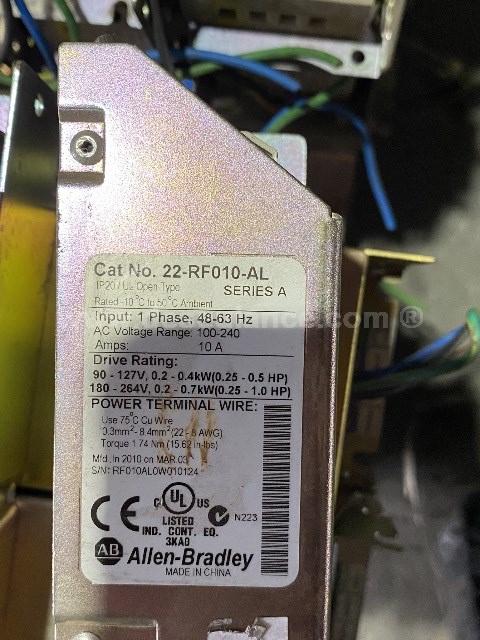 Cat No. 22-RF010-AL
IP20 / UL Open Type
SERIES A
Rated -10°C to 50°C Ambient
Input: 1 Phase, 48-63 Hz
AC Voltage Range: 100-240
Amps: 10 A
Drive Rating:
90 - 127V, 0.2 - 0.4kW(0.25 - 0.5 HP)
180 - 264V, 0.2 - 0.7kW(0.25 - 1.0 HP)
POWER TERMINAL WIRE:
Use 75°C Cu Wire
0.3mm²- 8.4mm²(22 - 8 AWG)
Torque 1.74 Nm (15.62 in-lbs)
Mfd. In 2010 on MAR 03
S/N: RF010AL0W010124
CE
C UL US
LISTED
IND. CONT. EQ.
3KA9
N223
AB Allen-Bradley
MADE IN CHINA